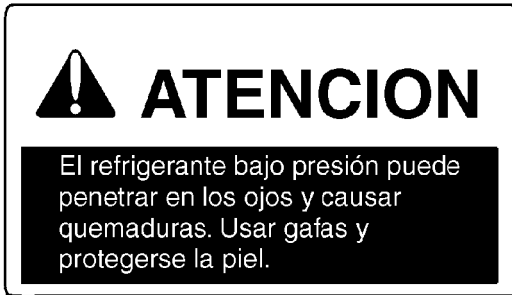 ATENCION
El refrigerante bajo presión puede
penetrar en los ojos y causar
quemaduras. Usar gafas y
protegerse la piel.